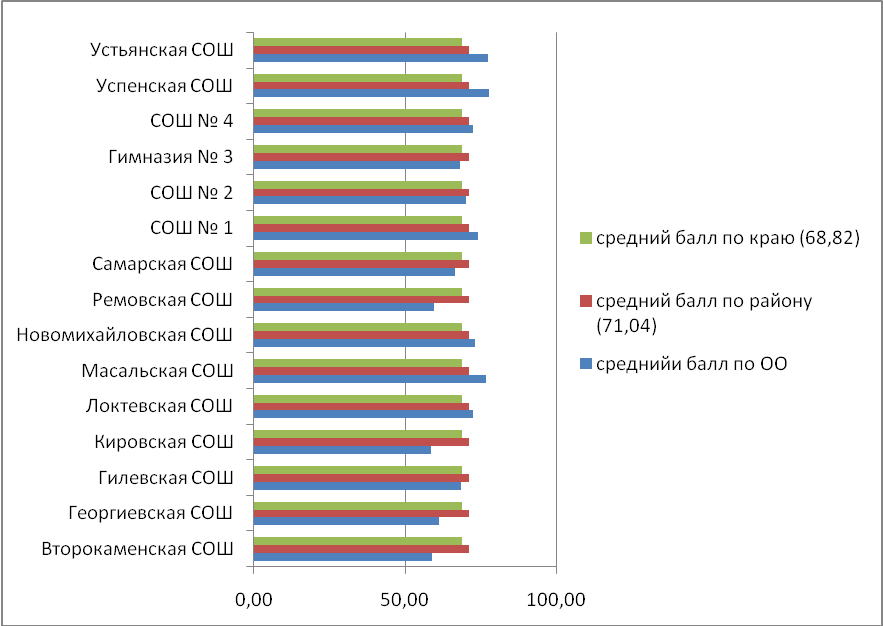 Устьянская СОШ
Успенская СОШ
СОШ № 4
Гимназия № 3
СОШ № 2
СОШ № 1
Самарская СОШ
Ремовская СОШ
Новомихайловская СОШ
Масальская СОШ
Локтевская СОШ
Кировская СОШ
Гилевская СОШ
Георгиевская СОШ
Второкаменская СОШ
0,00 50,00 100,00
средний балл по краю (68,82)
средний балл по району
(71,04)
среднийи балл по ОО